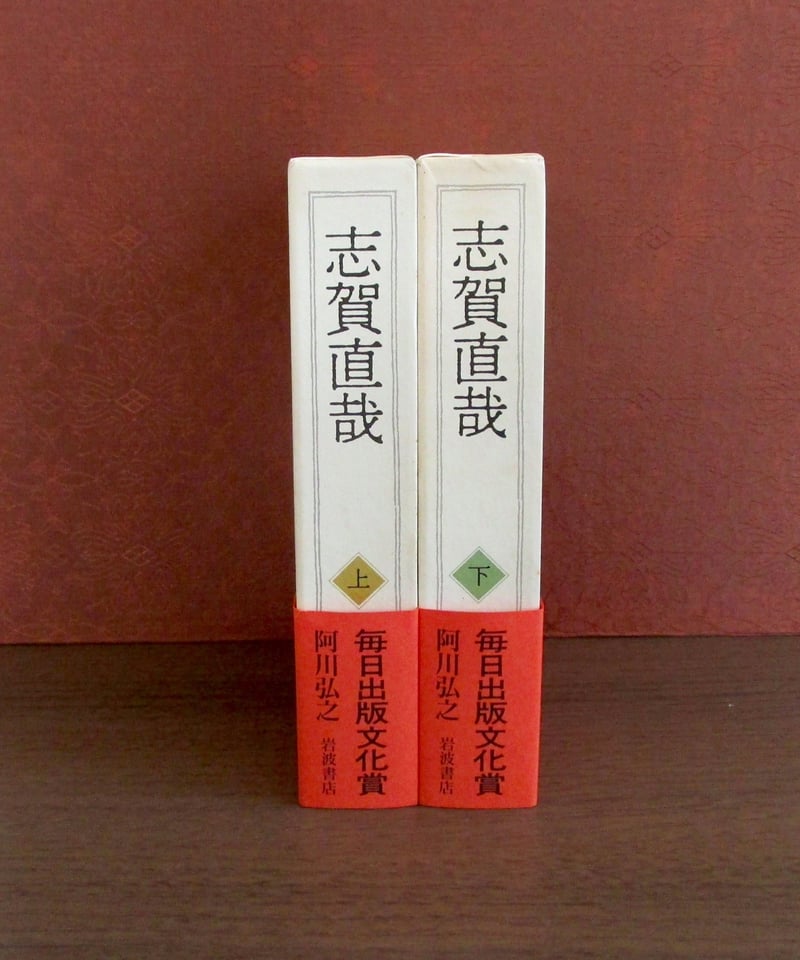 志賀直哉
上
毎日出版文化賞
阿川弘之
岩波書店
志賀直哉
下
毎日出版文化賞
阿川弘之
岩波書店